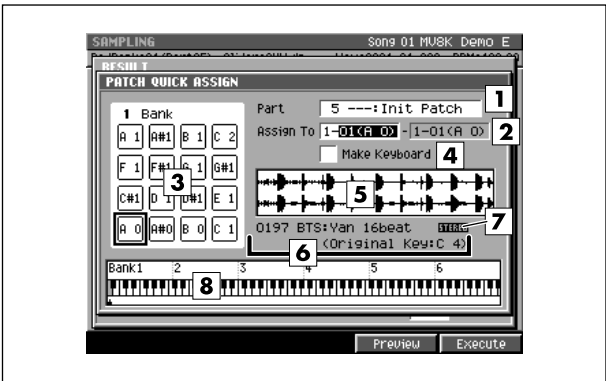 SAMPLING Song 01 MV8K Demo E
RESULT
PATCH QUICK ASSIGN
1 Bank
Part 5 ---:Init Patch 1
Assign To 1-01(A 0) - 1-01(A 0) 2
Make Keyboard 4
A 1 A#1 B 1 C 2
F 1 F#1 G 1 G#1
3
C#1 D 1 D#1 E 1
A 0 A#0 B 0 C 1
5
7
0197 BTS:Yan 16beat STEREO
6
(Original Key:C 4)
Bank1 2 3 4 5 6
8
Preview Execute